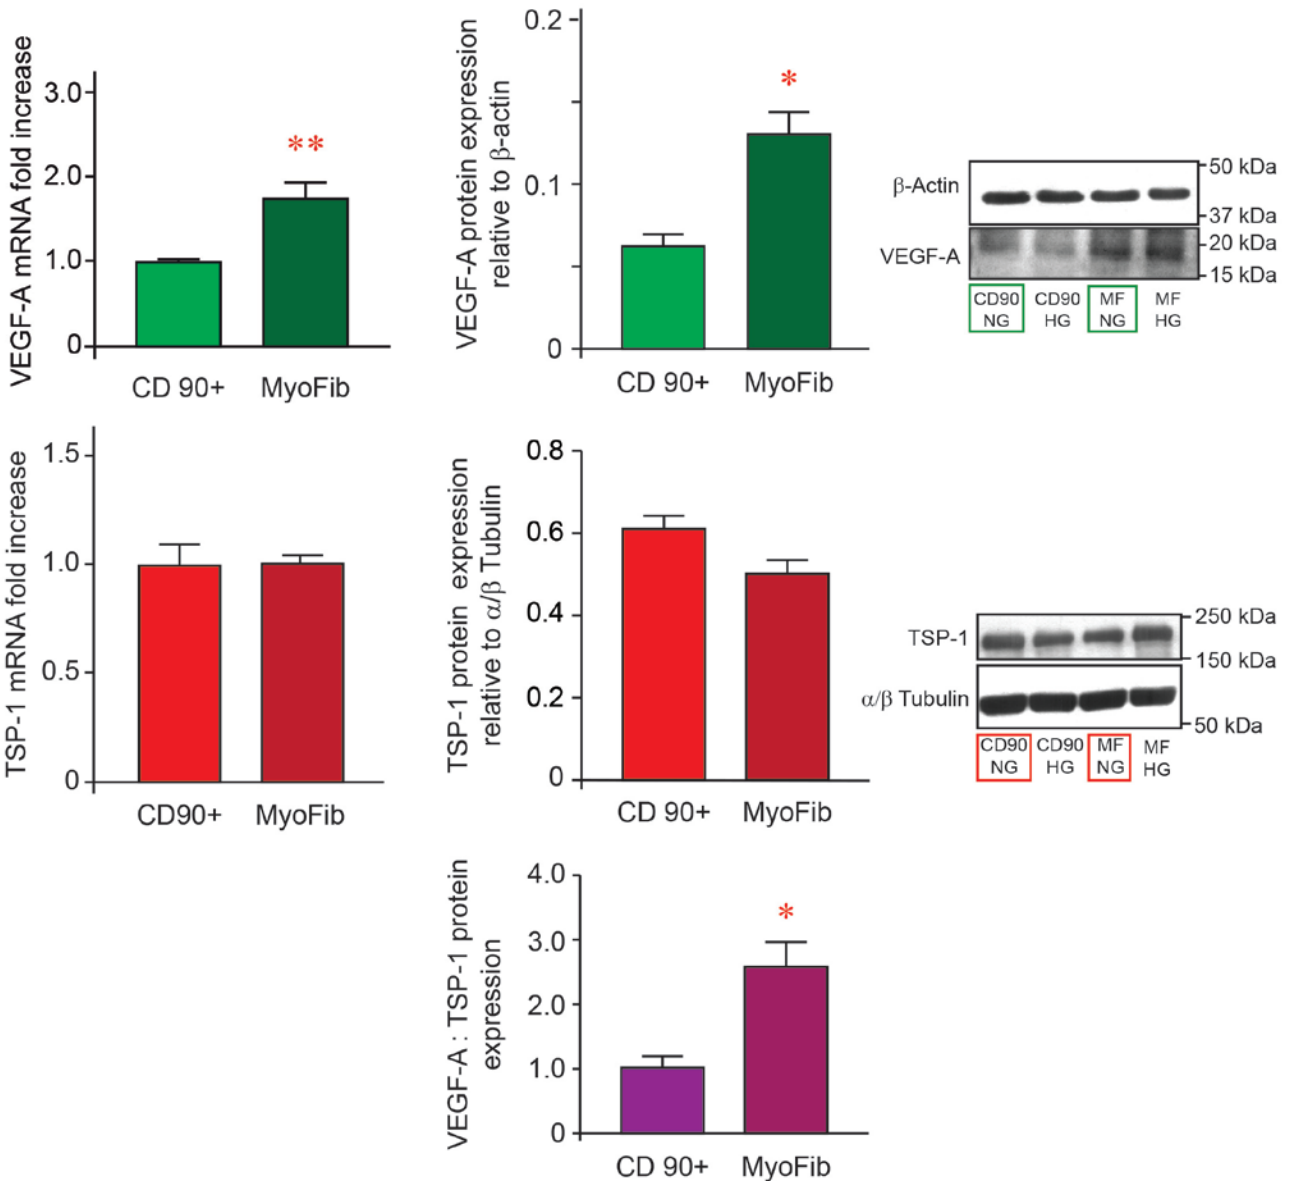 VEGF-A mRNA fold increase
3.0
2.0
1.0
0
**
CD 90+ MyoFib
VEGF-A protein expression
relative to β-actin
0.2
0.1
0
*
CD 90+ MyoFib
β-Actin
VEGF-A
50 kDa
37 kDa
20 kDa
15 kDa
CD90 CD90 MF MF
NG HG NG HG
TSP-1 mRNA fold increase
1.5
1.0
0.5
0
CD90+ MyoFib
TSP-1 protein expression
relative to α/β Tubulin
0.8
0.6
0.4
0.2
0
CD 90+ MyoFib
TSP-1
α/β Tubulin
250 kDa
150 kDa
50 kDa
CD90 CD90 MF MF
NG HG NG HG
VEGF-A : TSP-1 protein
expression
4.0
3.0
2.0
1.0
0
*
CD 90+ MyoFib